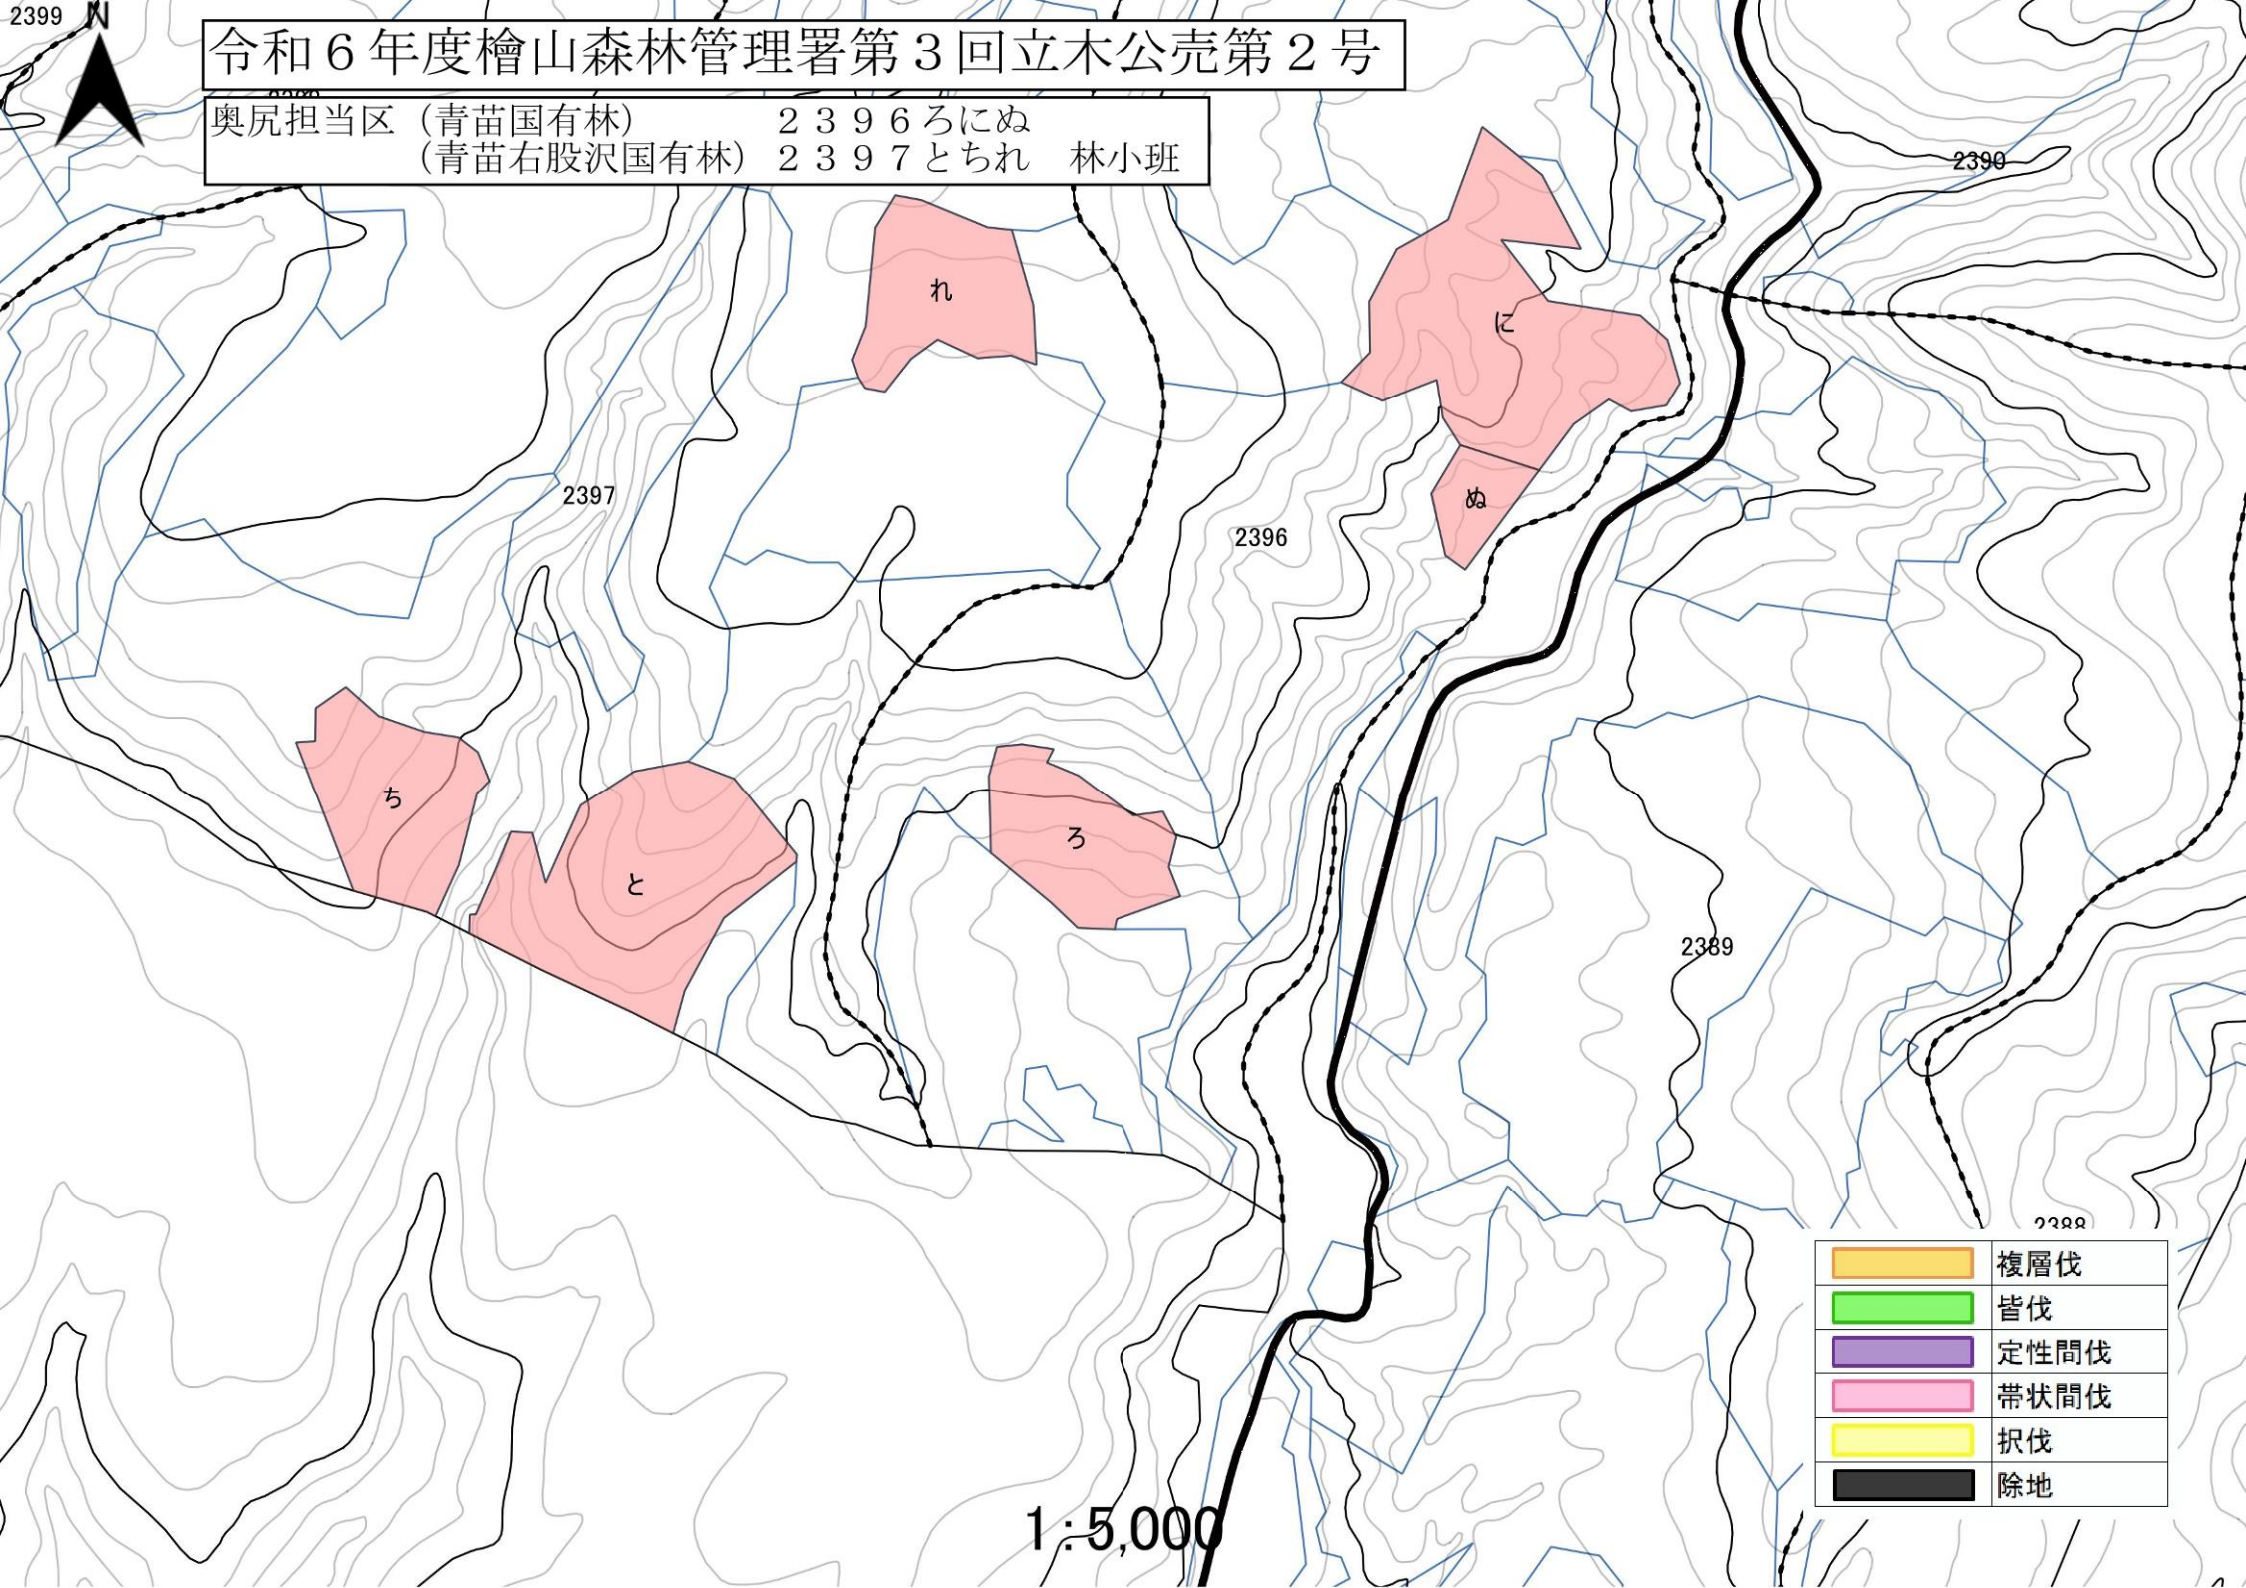 2399
N
令和６年度檜山森林管理署第３回立木公売第２号
奥尻担当区（青苗国有林）　２３９６ろにぬ
（青苗右股沢国有林）２３９７とちれ　林小班
2390
れ
に
2397
ぬ
2396
ち
ろ
と
2389
2388
複層伐
皆伐
定性間伐
帯状間伐
択伐
除地
1:5,000